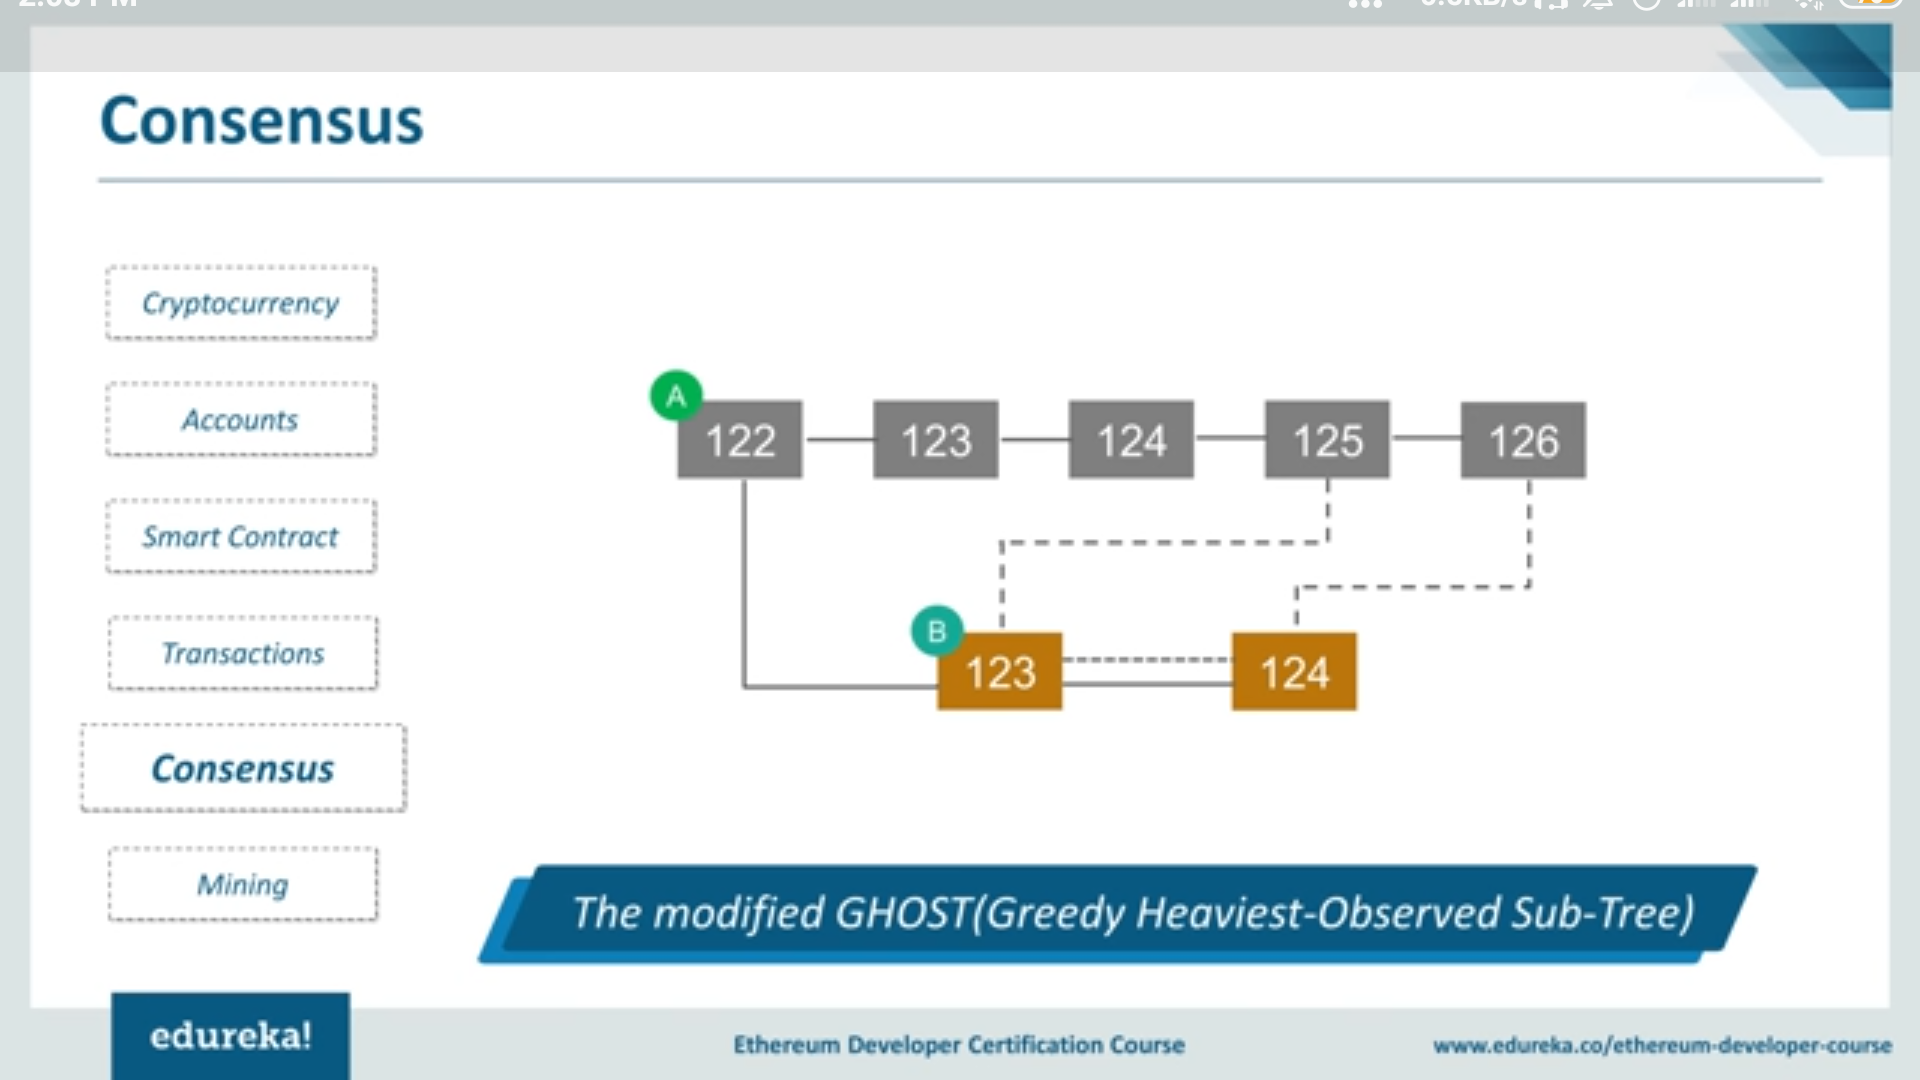 Consensus
Cryptocurrency
Accounts
Smart Contract
Transactions
Consensus
Mining
A
122
123
124
125
126
B
123
124
The modified GHOST(Greedy Heaviest-Observed Sub-Tree)
edureka!
Ethereum Developer Certification Course
www.edureka.co/ethereum-developer-course